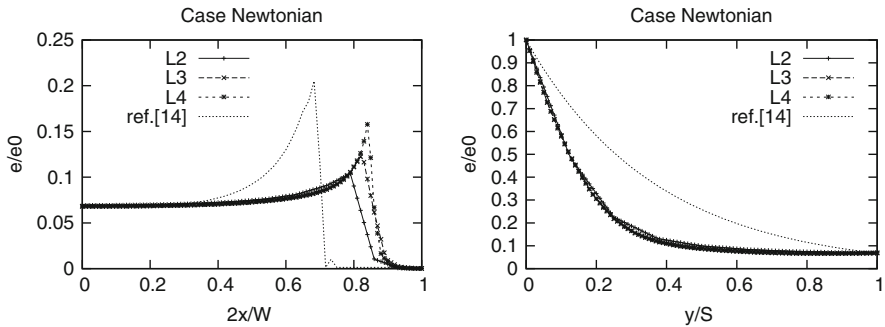 Case Newtonian
0.25
0.2
0.15
0.1
0.05
0
e/e0
L2
L3
L4
ref.[14]
0 0.2 0.4 0.6 0.8 1
2x/W
Case Newtonian
1
0.9
0.8
0.7
0.6
0.5
0.4
0.3
0.2
0.1
0
e/e0
L2
L3
L4
ref.[14]
0 0.2 0.4 0.6 0.8 1
y/S